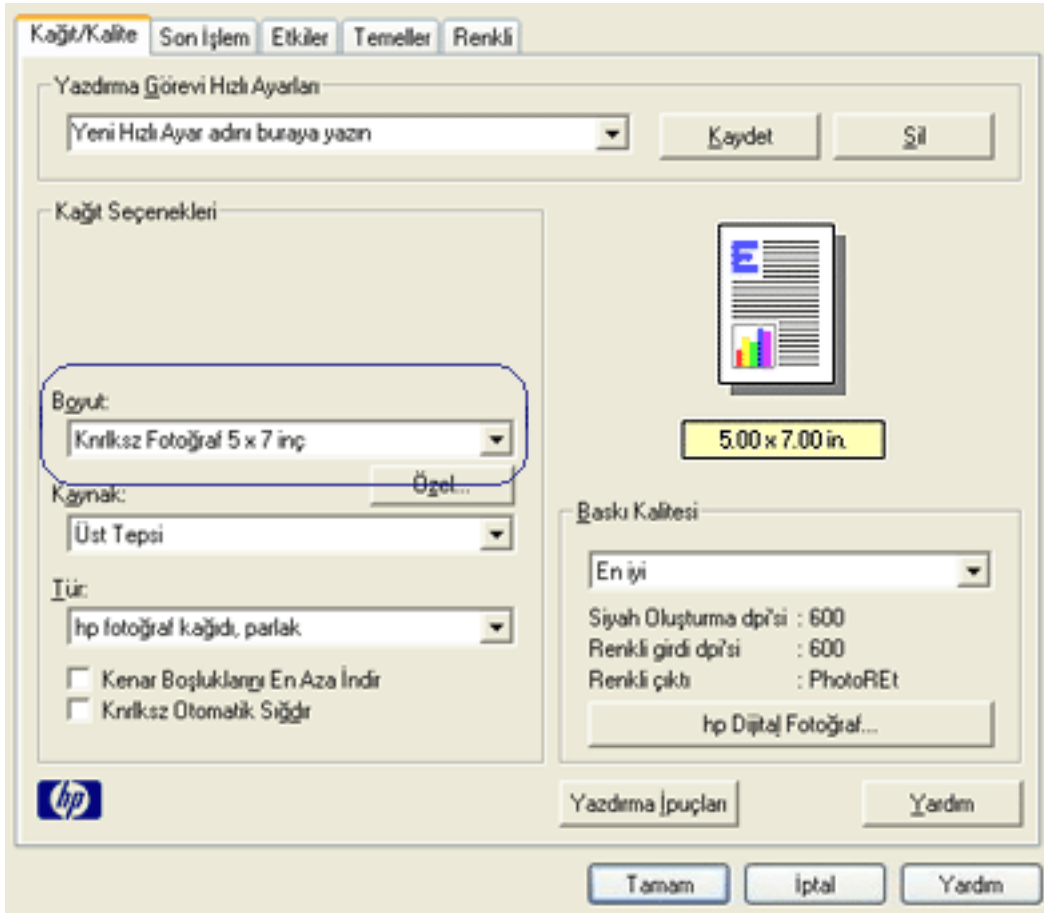 Kağıt/Kalite Son İşlem Etkiler Temeller Renkli
Yazdırma Görevi Hızlı Ayarları
Yeni Hızlı Ayar adını buraya yazın
Kaydet
Sil
Kağıt Seçenekleri
E
Boyut:
Knrlksz Fotoğraf 5 x 7 inç
5.00 x 7.00 in.
Özel...
Kaynak:
Üst Tepsi
Tür:
hp fotoğraf kağıdı, parlak
Kenar Boşluklarını En Aza İndir
Knrlksz Otomatik Sığdır
Baskı Kalitesi
En iyi
Siyah Oluşturma dpi'si : 600
Renkli girdi dpi'si : 600
Renkli çıktı : PhotoREt
hp Dijital Fotoğraf...
hp
Yazdırma İpuçları
Yardım
Tamam
İptal
Yardım